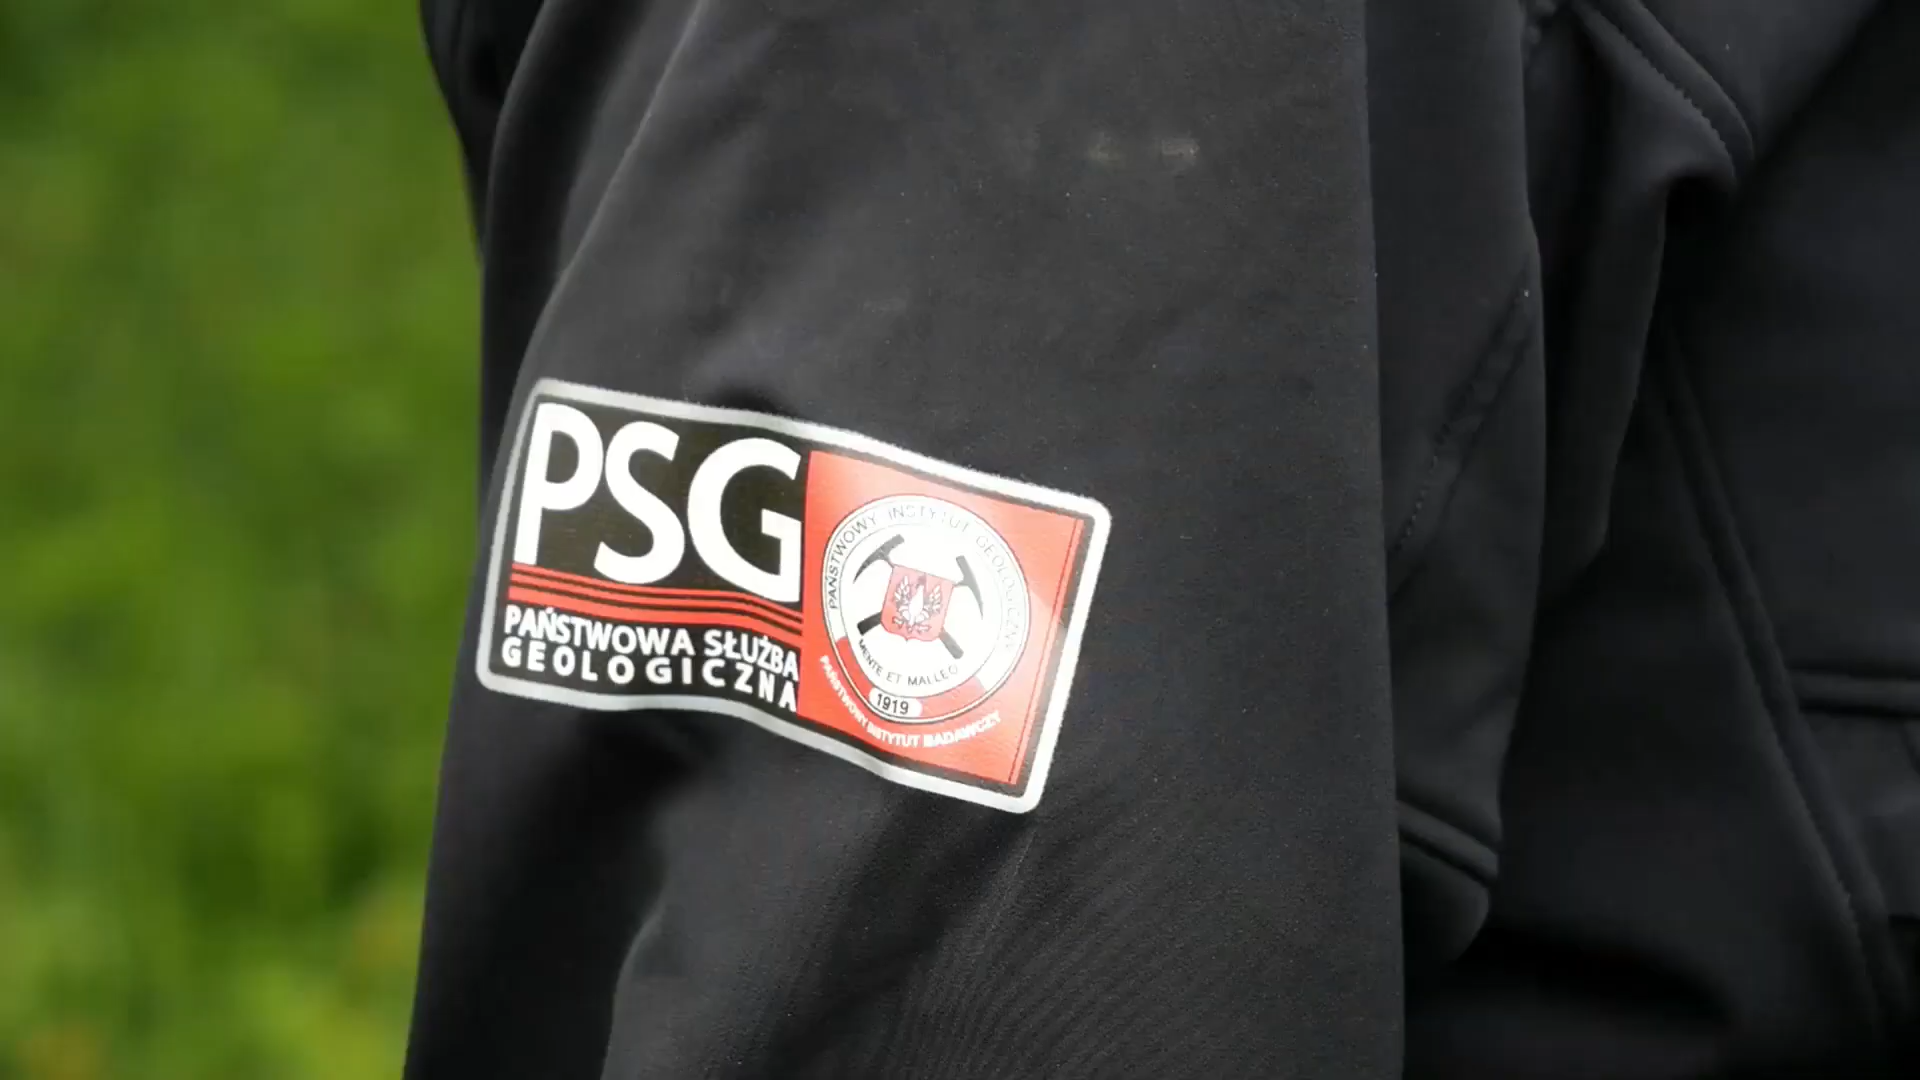 PSG
PAŃSTWOWA SŁUŻBA
GEOLOGICZNA
PAŃSTWOWY INSTYTUT GEOLOGICZNY
MENTE ET MALLEO
1919
PAŃSTWOWY INSTYTUT BADAWCZY